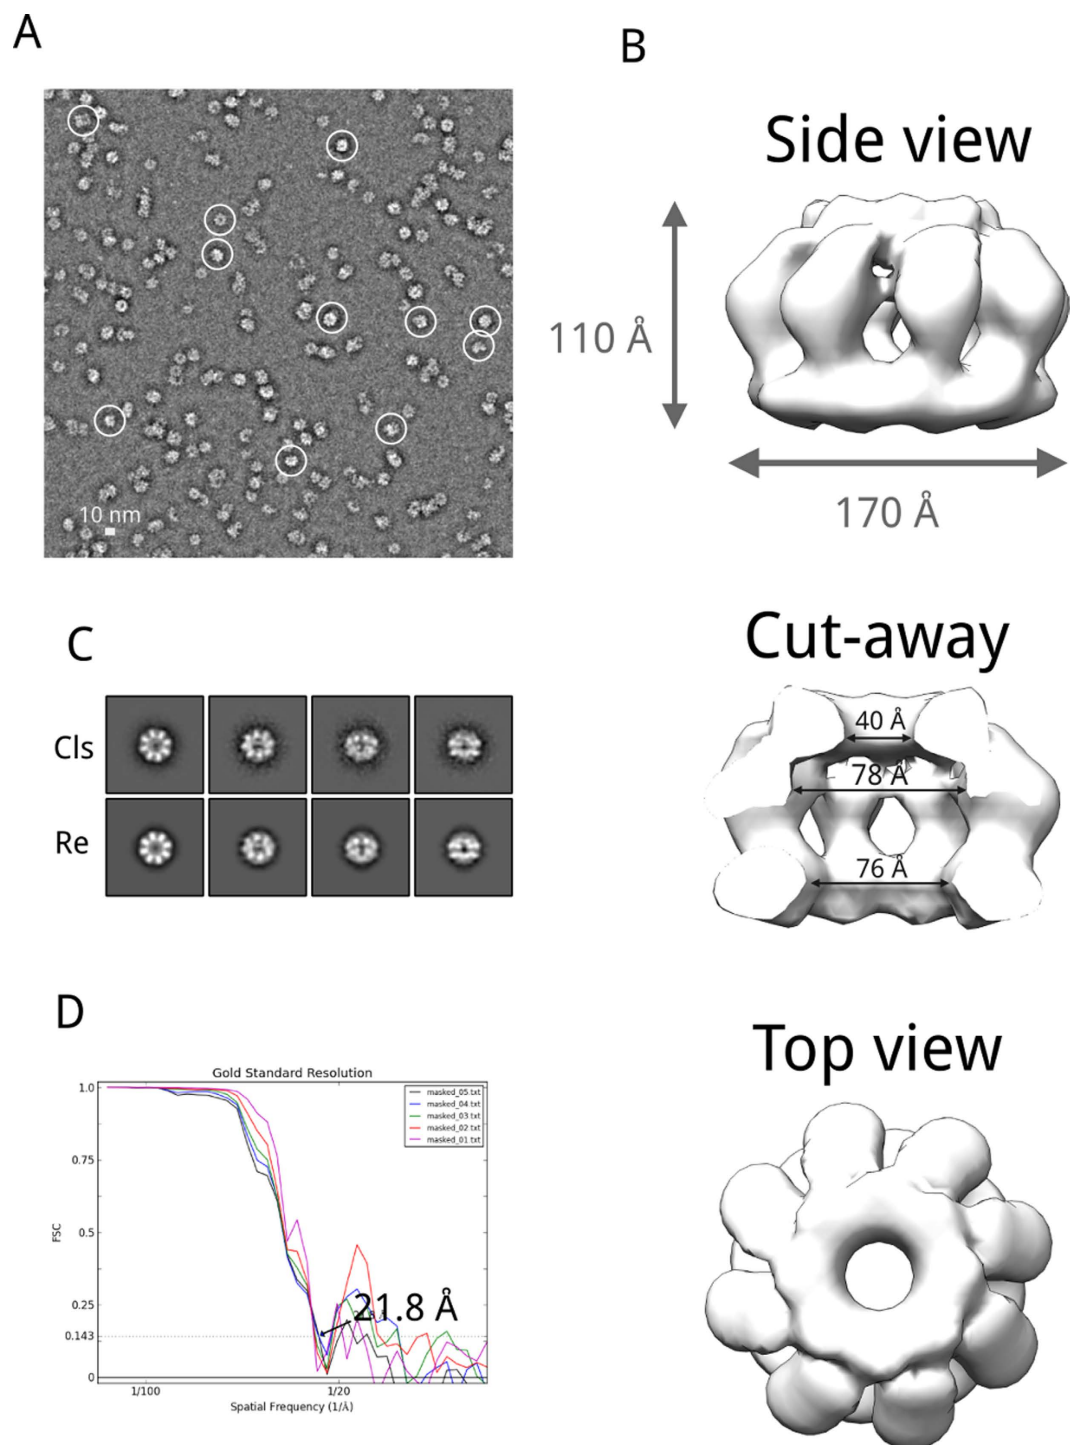 A
B
Side view
110 Å
170 Å
10 nm
C
Cls
Re
Cut-away
40 Å
78 Å
76 Å
D
Gold Standard Resolution
masked_05.txt
masked_04.txt
masked_03.txt
masked_02.txt
masked_01.txt
1.0
0.75
0.5
0.25
0.143
0
FSC
21.8 Å
1/100
1/20
Spatial Frequency (1/Å)
Top view